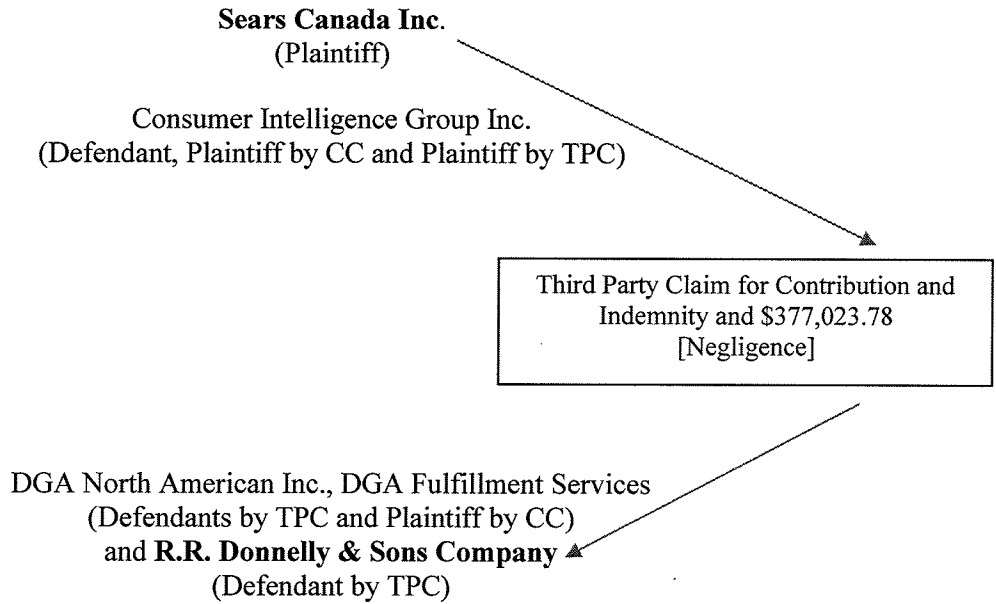 Sears Canada Inc.
(Plaintiff)
Consumer Intelligence Group Inc.
(Defendant, Plaintiff by CC and Plaintiff by TPC)
Third Party Claim for Contribution and
Indemnity and $377,023.78
[Negligence]
DGA North American Inc., DGA Fulfillment Services
(Defendants by TPC and Plaintiff by CC)
and R.R. Donnelly & Sons Company
(Defendant by TPC)